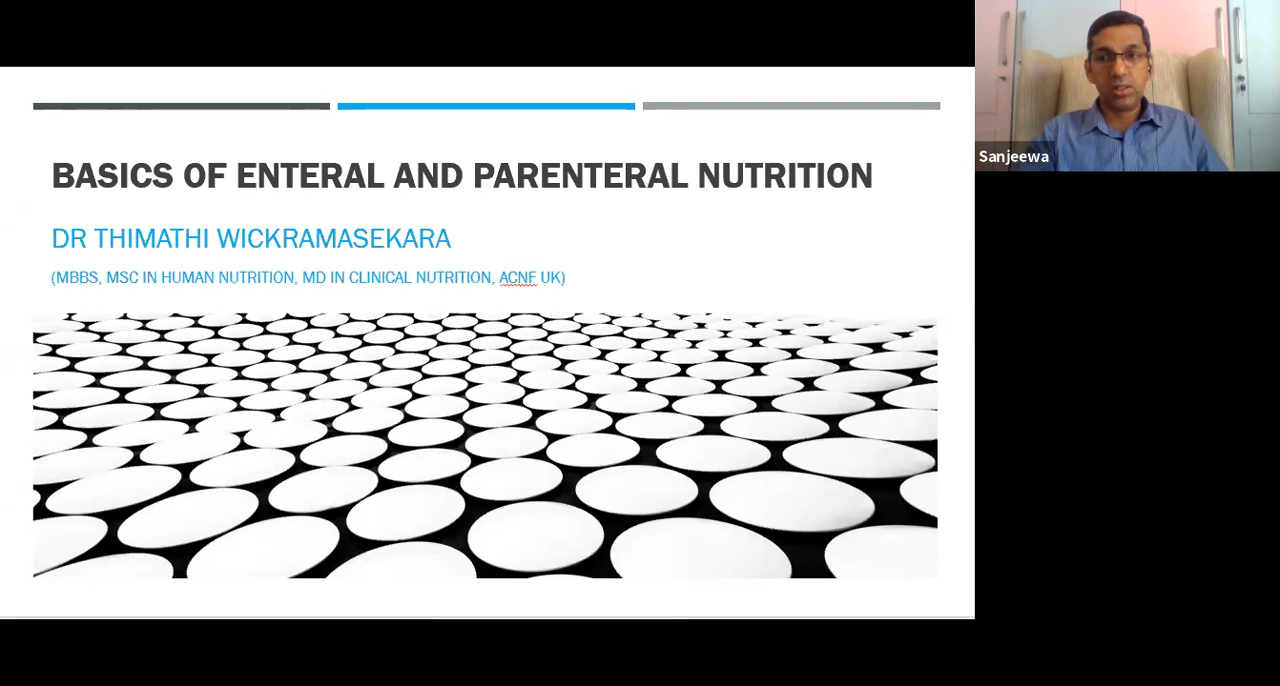 BASICS OF ENTERAL AND PARENTERAL NUTRITION
DR THIMATHI WICKRAMASEKARA
(MBBS, MSC IN HUMAN NUTRITION, MD IN CLINICAL NUTRITION, ACNF UK)
Sanjeewa